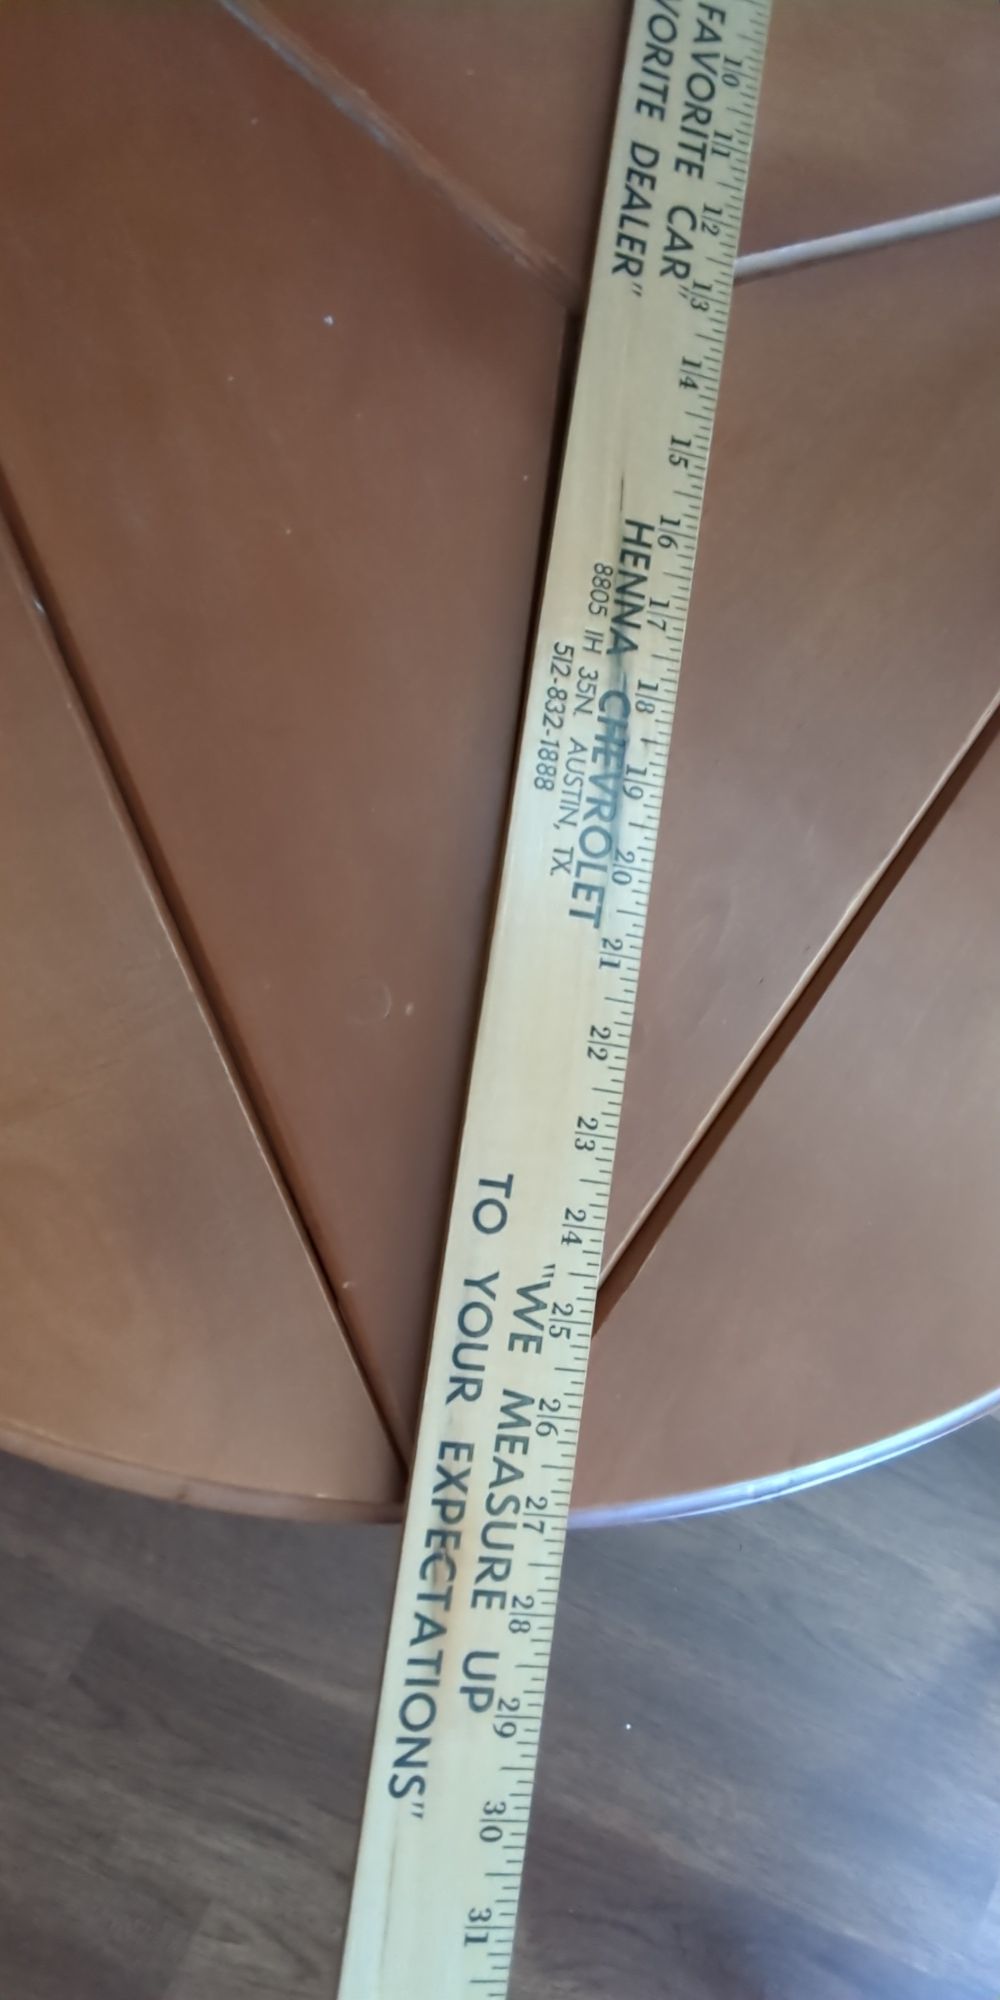 FAVORITE CAR"
VORITE DEALER"
HENNA CHEVROLET
8805 IH 35N. AUSTIN, TX.
512-832-1888
"WE MEASURE UP
TO YOUR EXPECTATIONS"
10 11 12 13 14 15 16 17 18 19 20 21 22 23 24 25 26 27 28 29 30 31